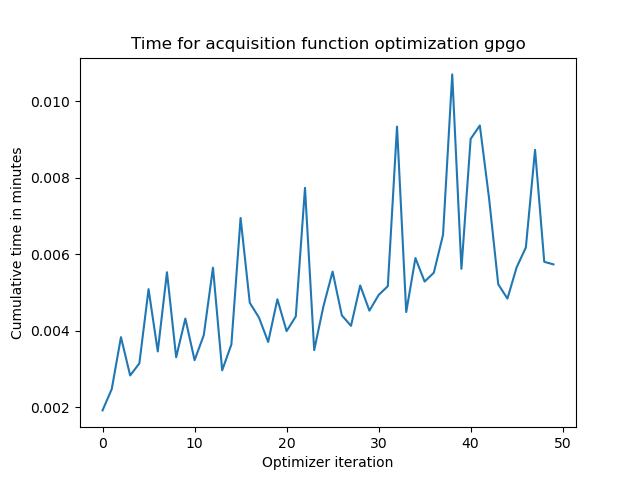 Time for acquisition function optimization gpgo
Cumulative time in minutes
0.010
0.008
0.006
0.004
0.002
0 10 20 30 40 50
Optimizer iteration